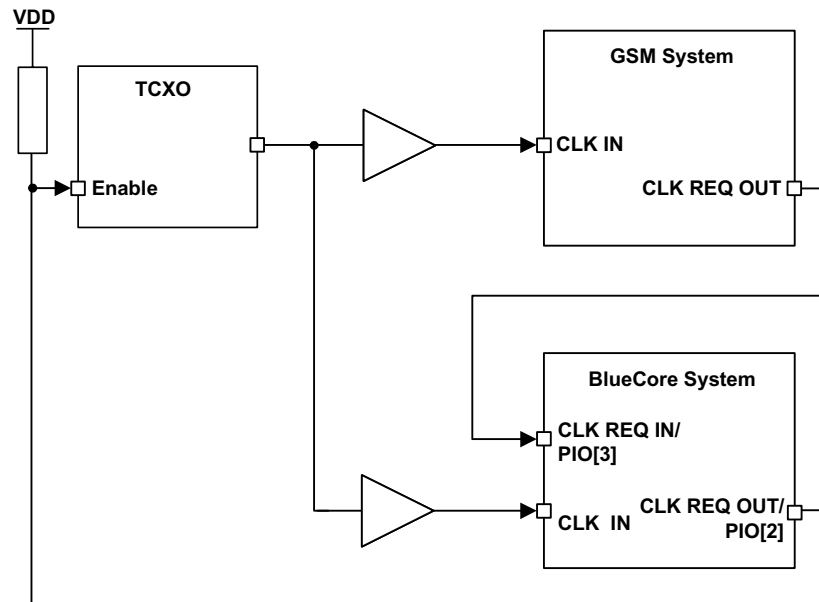 VDD
TCXO
Enable
GSM System
CLK IN
CLK REQ OUT
BlueCore System
CLK REQ IN/
PIO[3]
CLK REQ OUT/
PIO[2]
CLK IN